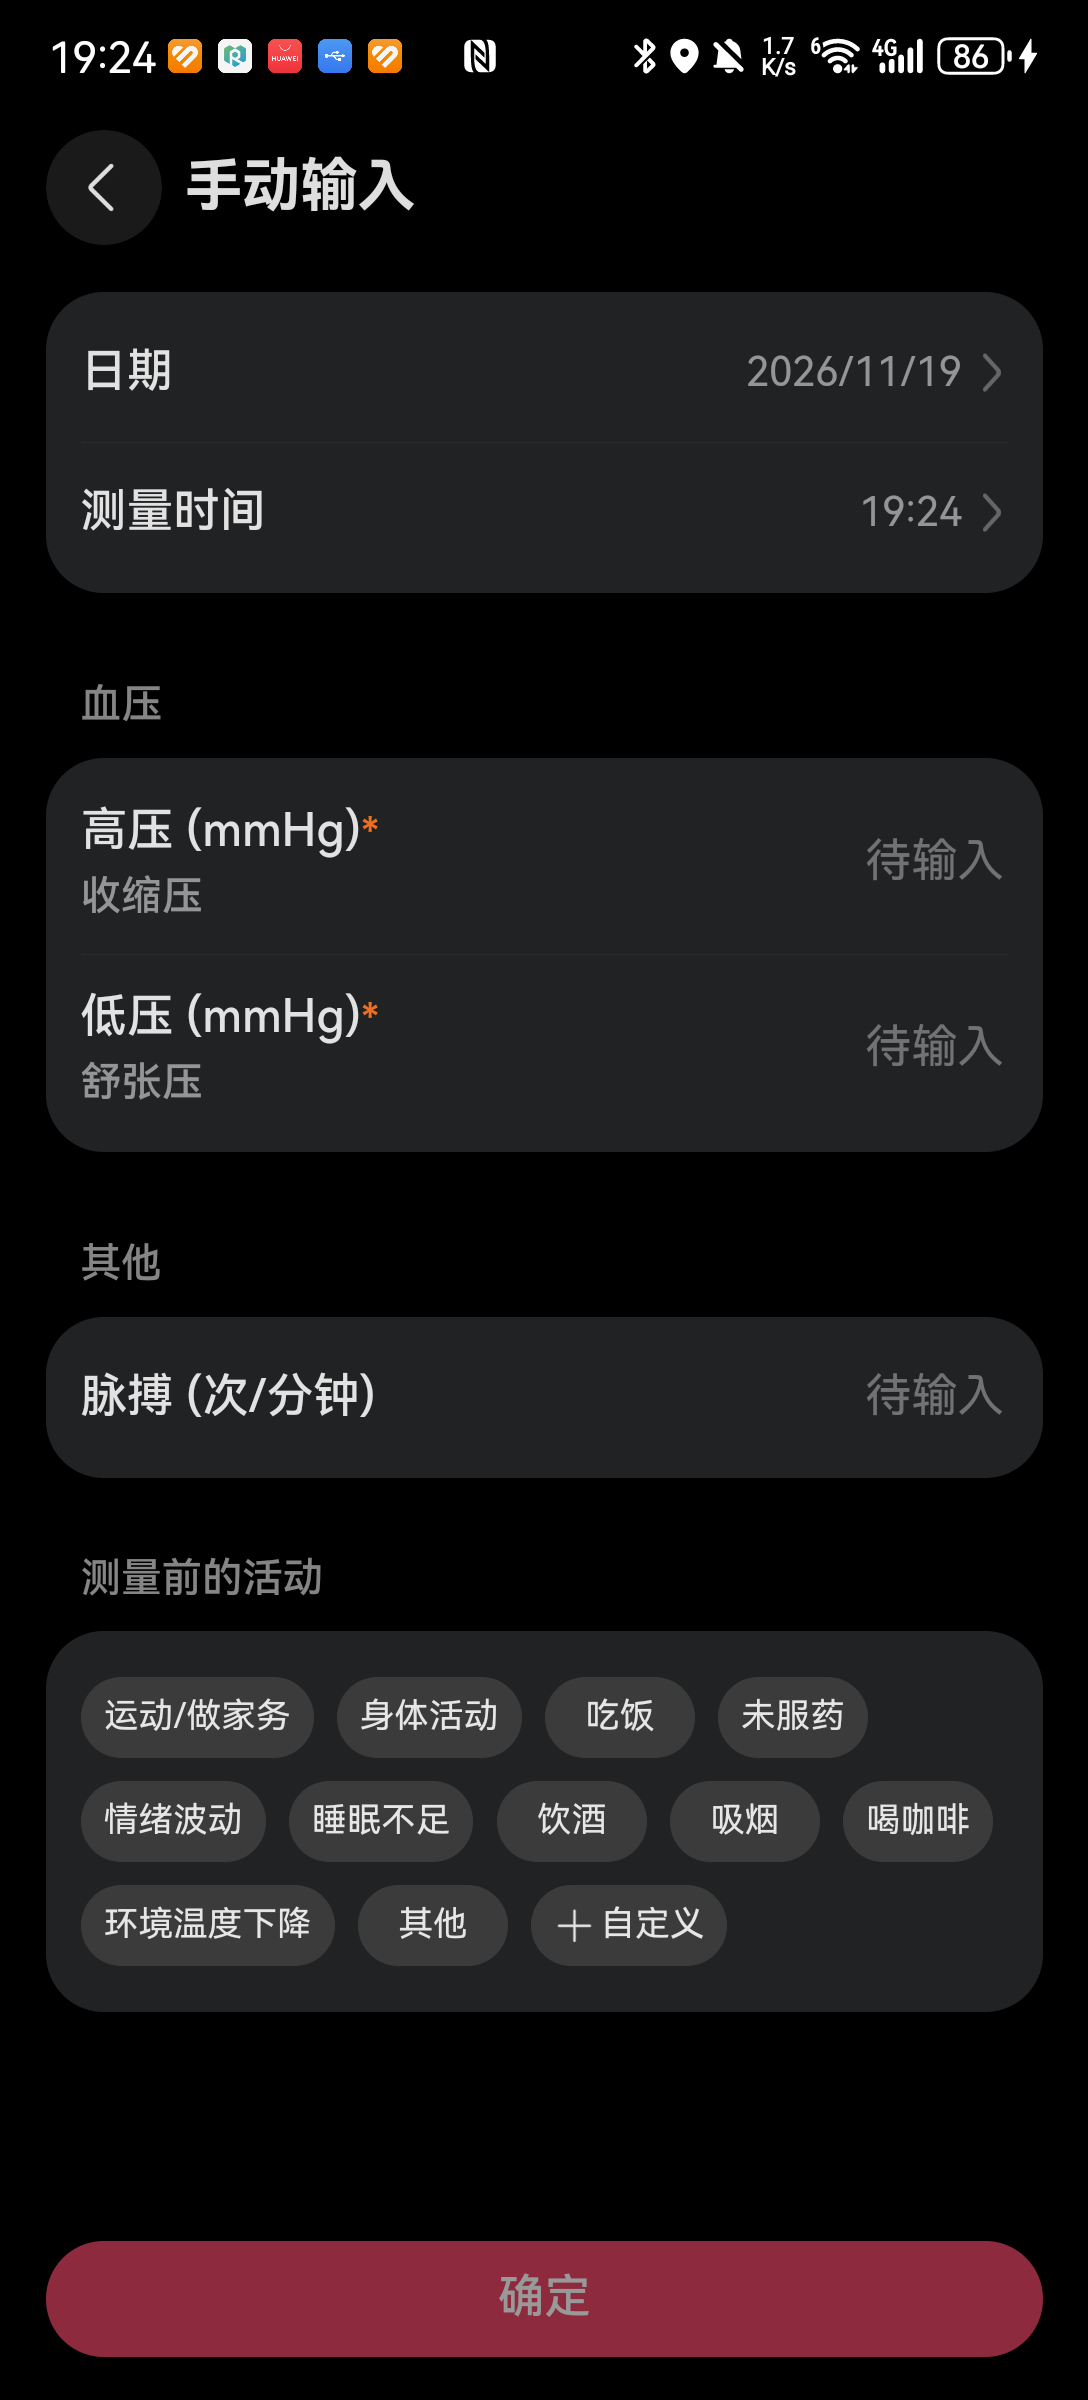 19:24
HUAWEI
1.7 K/s
6
4G
86
手动输入
日期
2026/11/19
测量时间
19:24
血压
高压 (mmHg)*
待输入
收缩压
低压 (mmHg)*
待输入
舒张压
其他
脉搏 (次/分钟)
待输入
测量前的活动
运动/做家务 身体活动 吃饭 未服药
情绪波动 睡眠不足 饮酒 吸烟 喝咖啡
环境温度下降 其他 自定义
确定